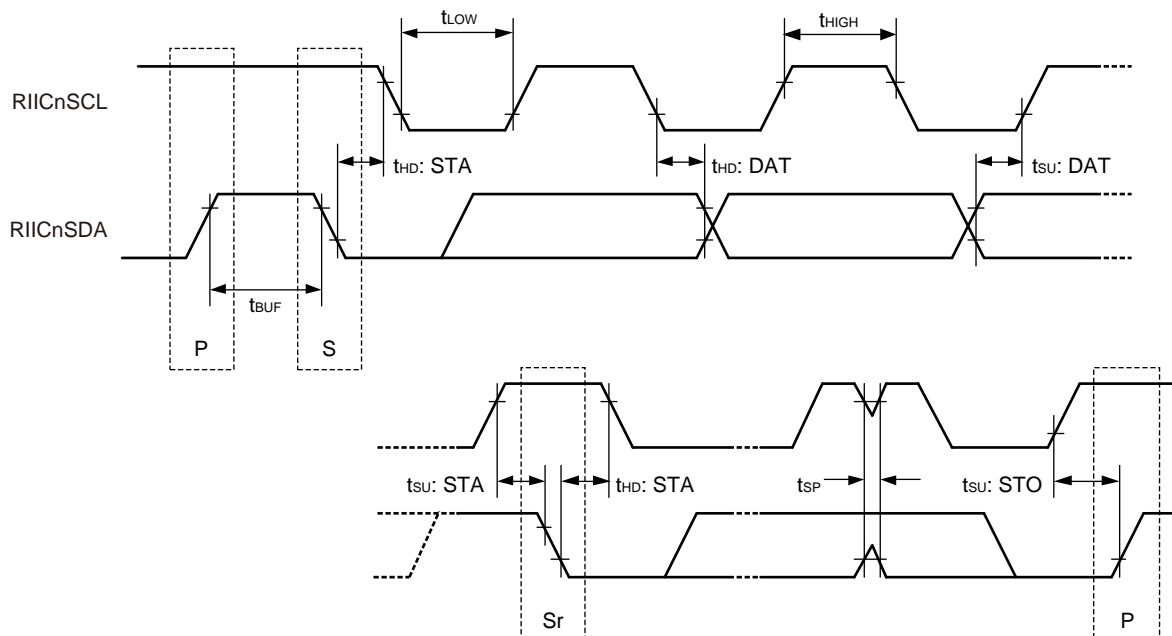 tLOW
tHIGH
RIICnSCL
tHD: STA
tHD: DAT
tSU: DAT
RIICnSDA
tBUF
P
S
tSU: STA
tHD: STA
tSP
tSU: STO
Sr
P